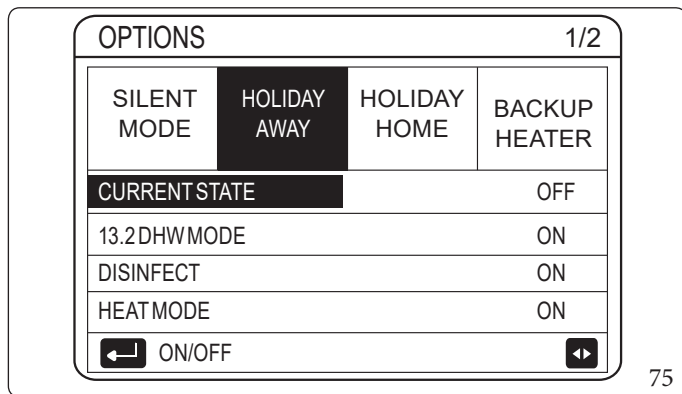 OPTIONS 1/2
SILENT MODE HOLIDAY AWAY HOLIDAY HOME BACKUP HEATER
CURRENT STATE OFF
13.2 DHW MODE ON
DISINFECT ON
HEAT MODE ON
ON/OFF
75